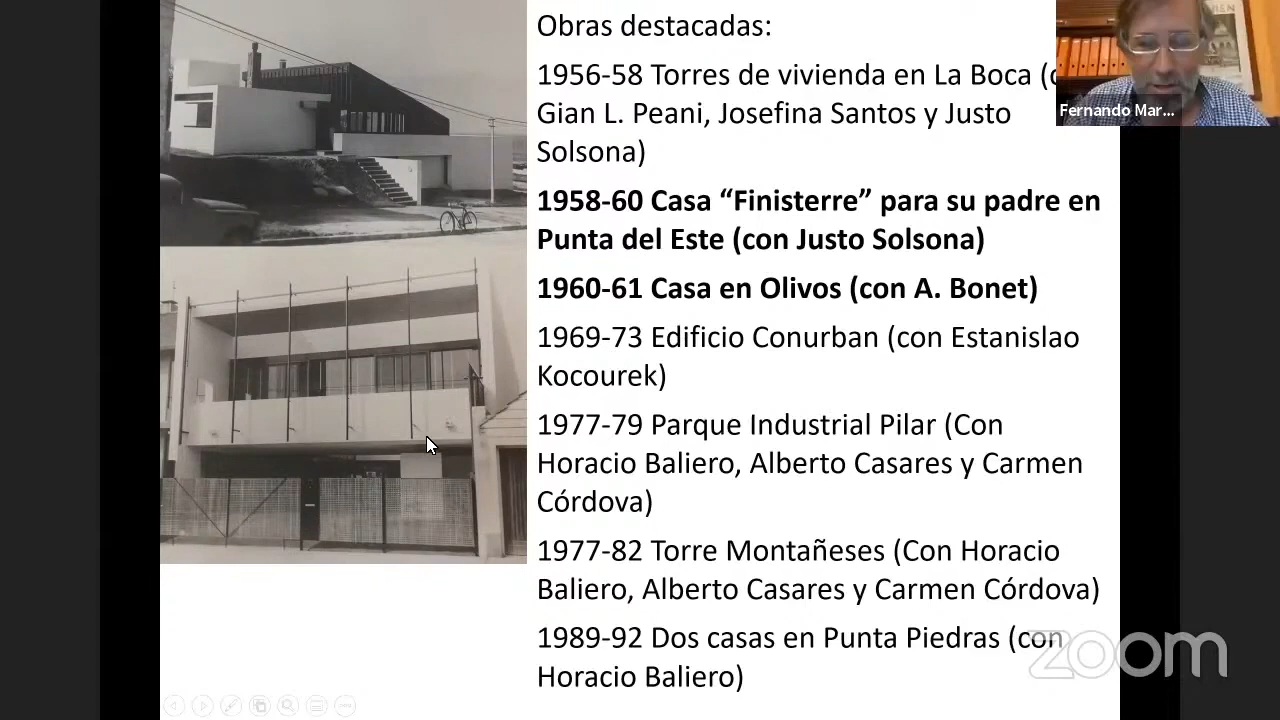 Obras destacadas:
1956-58 Torres de vivienda en La Boca (
Gian L. Peani, Josefina Santos y Justo
Solsona)
1958-60 Casa “Finisterre” para su padre en
Punta del Este (con Justo Solsona)
1960-61 Casa en Olivos (con A. Bonet)
1969-73 Edificio Conurban (con Estanislao
Kocourek)
1977-79 Parque Industrial Pilar (Con
Horacio Baliero, Alberto Casares y Carmen
Córdova)
1977-82 Torre Montañeses (Con Horacio
Baliero, Alberto Casares y Carmen Córdova)
1989-92 Dos casas en Punta Piedras (con
Horacio Baliero)
Fernando Mar...
zoom